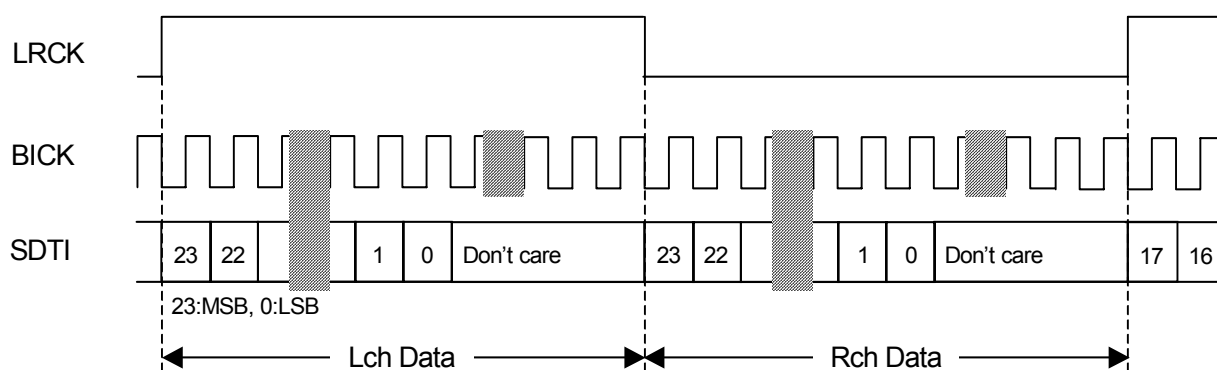 LRCK
BICK
SDTI 23 22 1 0 Don't care 23 22 1 0 Don't care 17 16
23:MSB, 0:LSB
Lch Data Rch Data